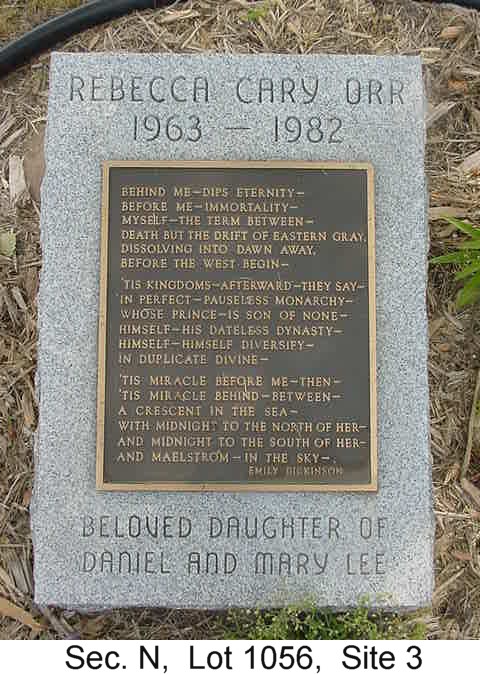 REBECCA CARY ORR
1963 — 1982
BEHIND ME—DIPS ETERNITY—
BEFORE ME—IMMORTALITY—
MYSELF—THE TERM BETWEEN—
DEATH BUT THE DRIFT OF EASTERN GRAY,
DISSOLVING INTO DAWN AWAY,
BEFORE THE WEST BEGIN—
'TIS KINGDOMS—AFTERWARD—THEY SAY—
IN PERFECT—PAUSELESS MONARCHY—
WHOSE PRINCE—IS SON OF NONE—
HIMSELF—HIS DATELESS DYNASTY—
HIMSELF—HIMSELF DIVERSIFY—
IN DUPLICATE DIVINE—
'TIS MIRACLE BEFORE ME—THEN—
'TIS MIRACLE BEHIND—BETWEEN—
A CRESCENT IN THE SEA—
WITH MIDNIGHT TO THE NORTH OF HER—
AND MIDNIGHT TO THE SOUTH OF HER—
AND MAELSTROM—IN THE SKY—.
EMILY DICKINSON
BELOVED DAUGHTER OF
DANIEL AND MARY LEE
Sec. N, Lot 1056, Site 3